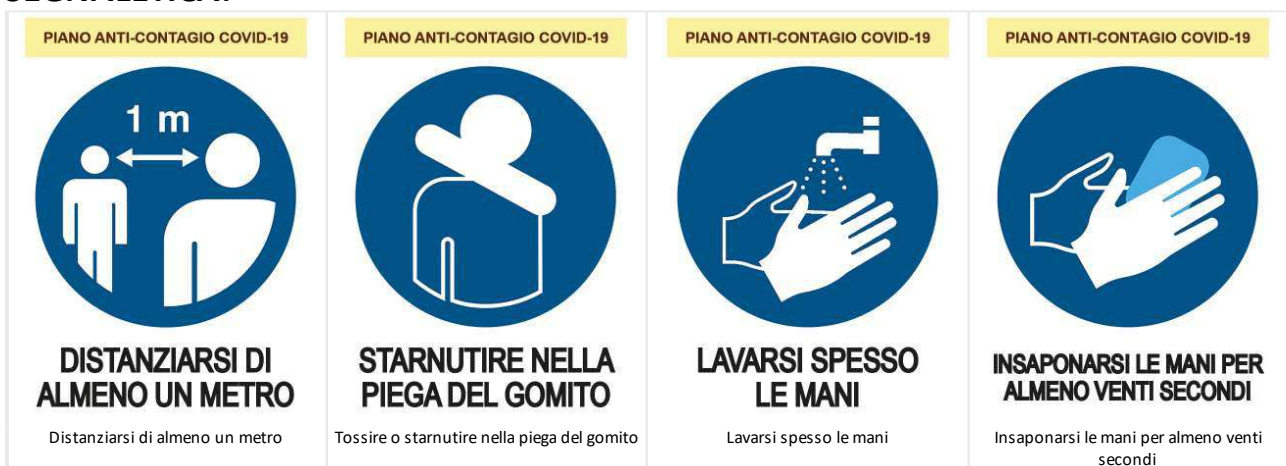 PIANO ANTI-CONTAGIO COVID-19
1 m
DISTANZIARSI DI
ALMENO UN METRO
Distanziarsi di almeno un metro
PIANO ANTI-CONTAGIO COVID-19
STARNUTIRE NELLA
PIEGA DEL GOMITO
Tossire o starnutire nella piega del gomito
PIANO ANTI-CONTAGIO COVID-19
LAVARSI SPESSO
LE MANI
Lavarsi spesso le mani
PIANO ANTI-CONTAGIO COVID-19
INSAPONARSI LE MANI PER
ALMENO VENTI SECONDI
Insaponarsi le mani per almeno venti
secondi